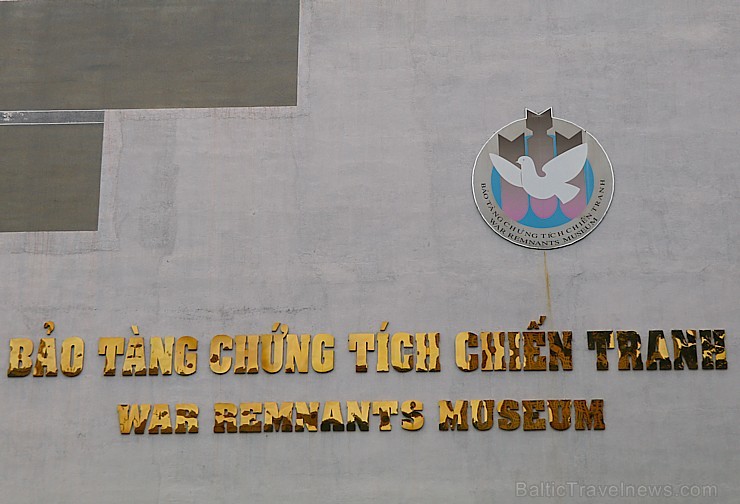 BẢO TÀNG CHỨNG TÍCH CHIẾN TRANH
WAR REMNANTS MUSEUM
BẢO TÀNG CHỨNG TÍCH CHIẾN TRANH
WAR REMNANTS MUSEUM
BalticTravelnews.com